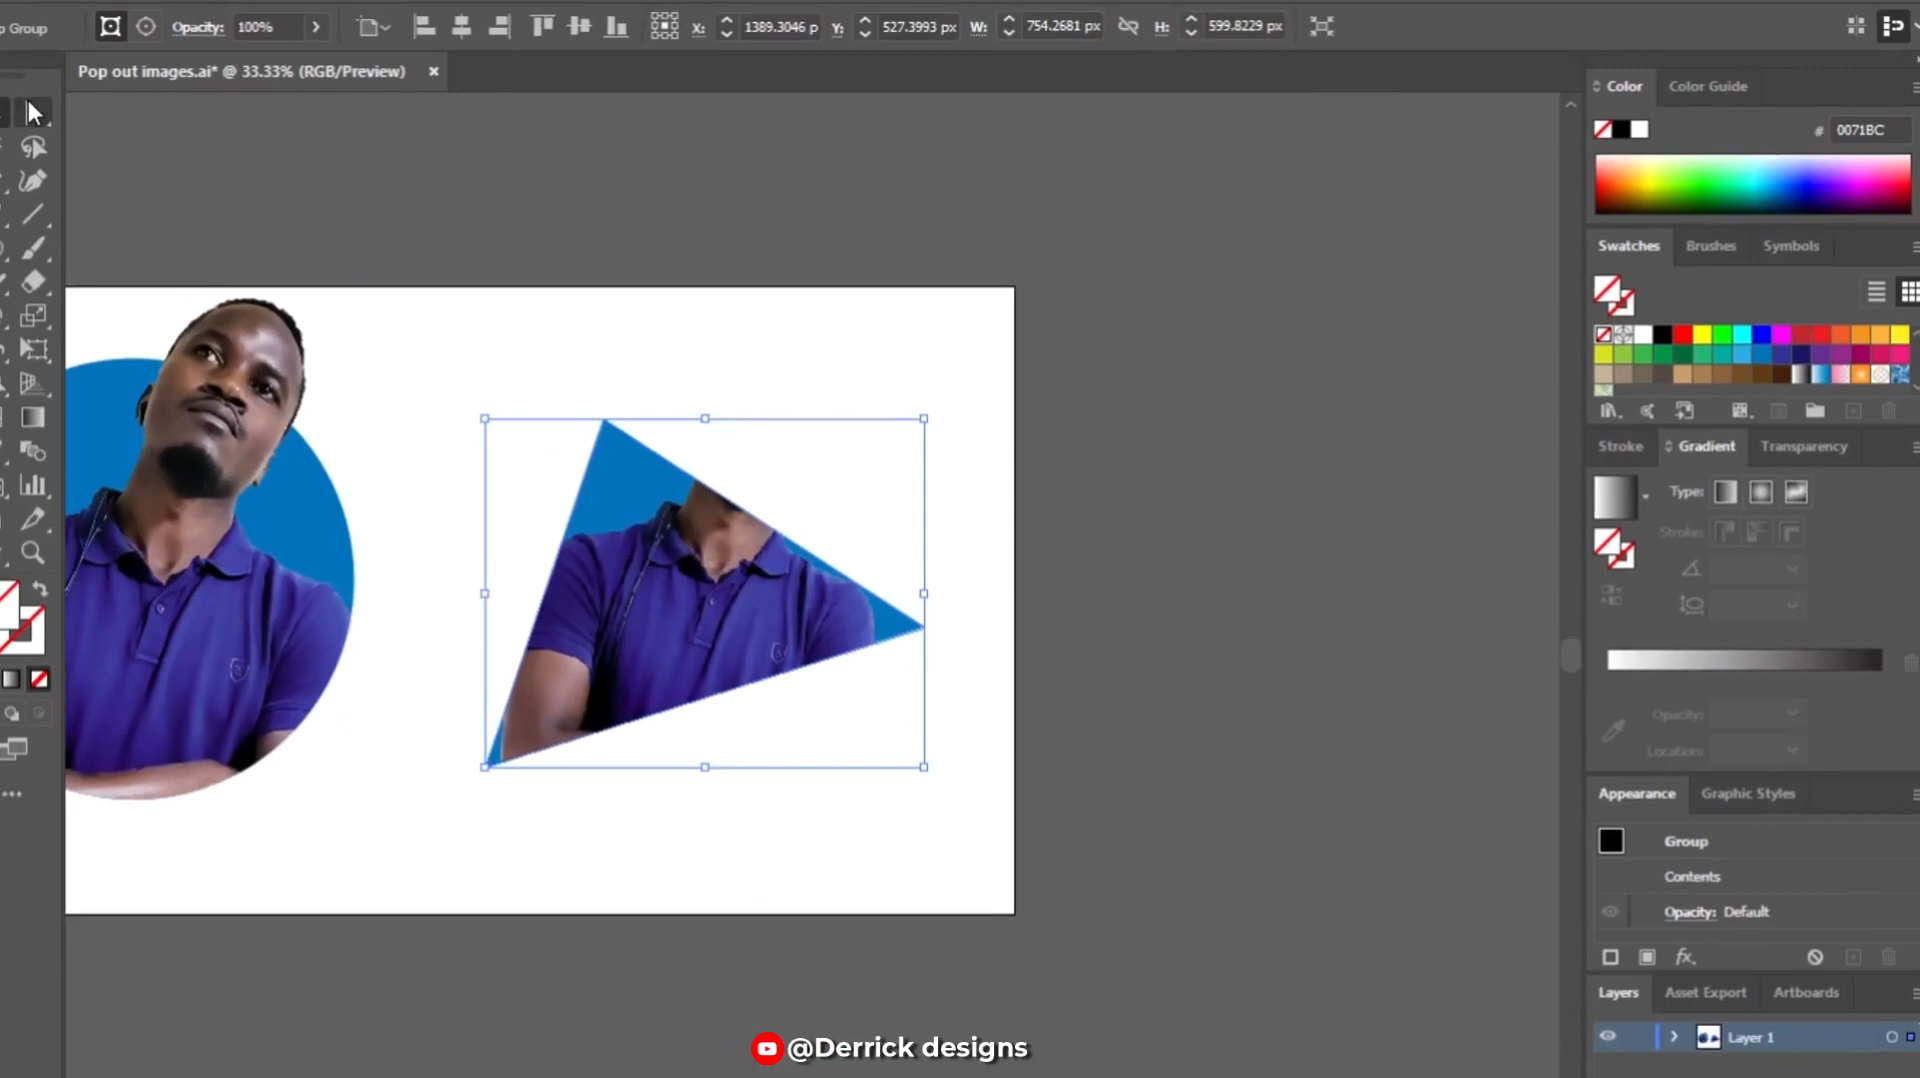 p Group
Opacity: 100%
X: 1389.3046 p
Y: 527.3993 px
W: 754.2681 px
H: 599.8229 px
Pop out images.ai* @ 33.33% (RGB/Preview)
Color
Color Guide
# 0071BC
Swatches
Brushes
Symbols
Stroke
Gradient
Transparency
Type:
Stroke:
Opacity:
Location:
Appearance
Graphic Styles
Group
Contents
Opacity: Default
fx.
Layers
Asset Export
Artboards
Layer 1
@Derrick designs